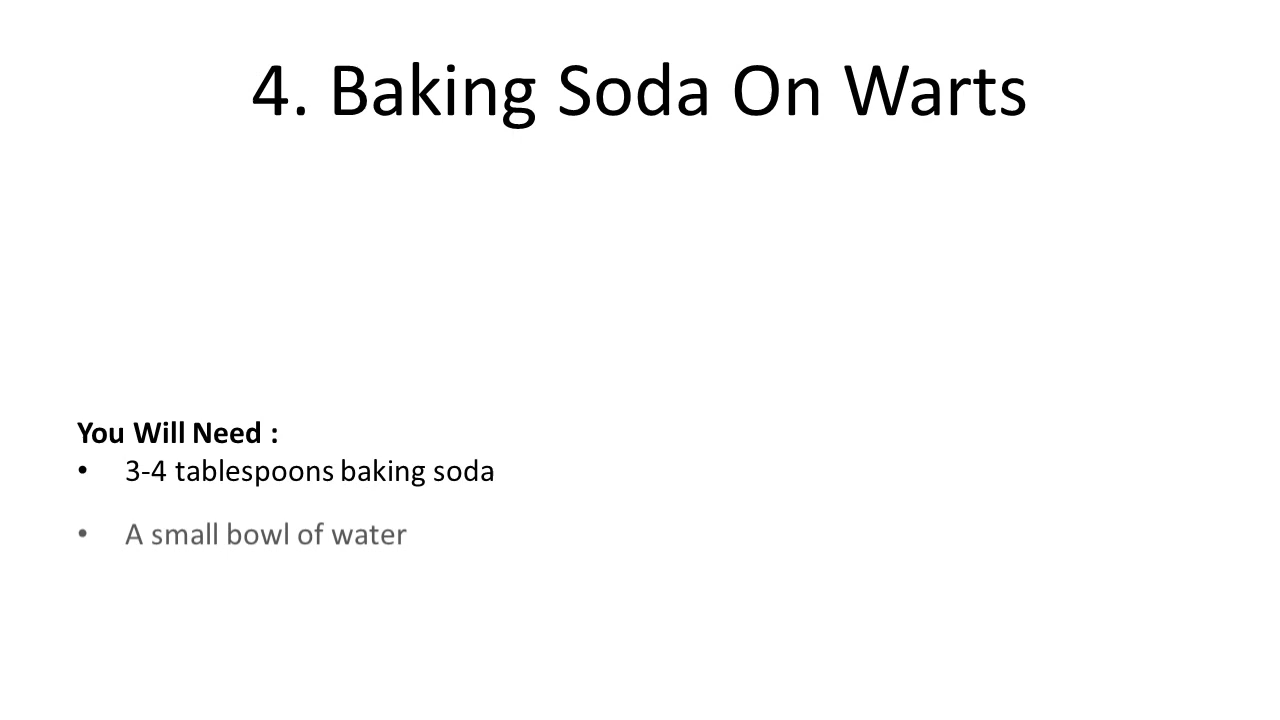 4. Baking Soda On Warts
You Will Need :
• 3-4 tablespoons baking soda
• A small bowl of water